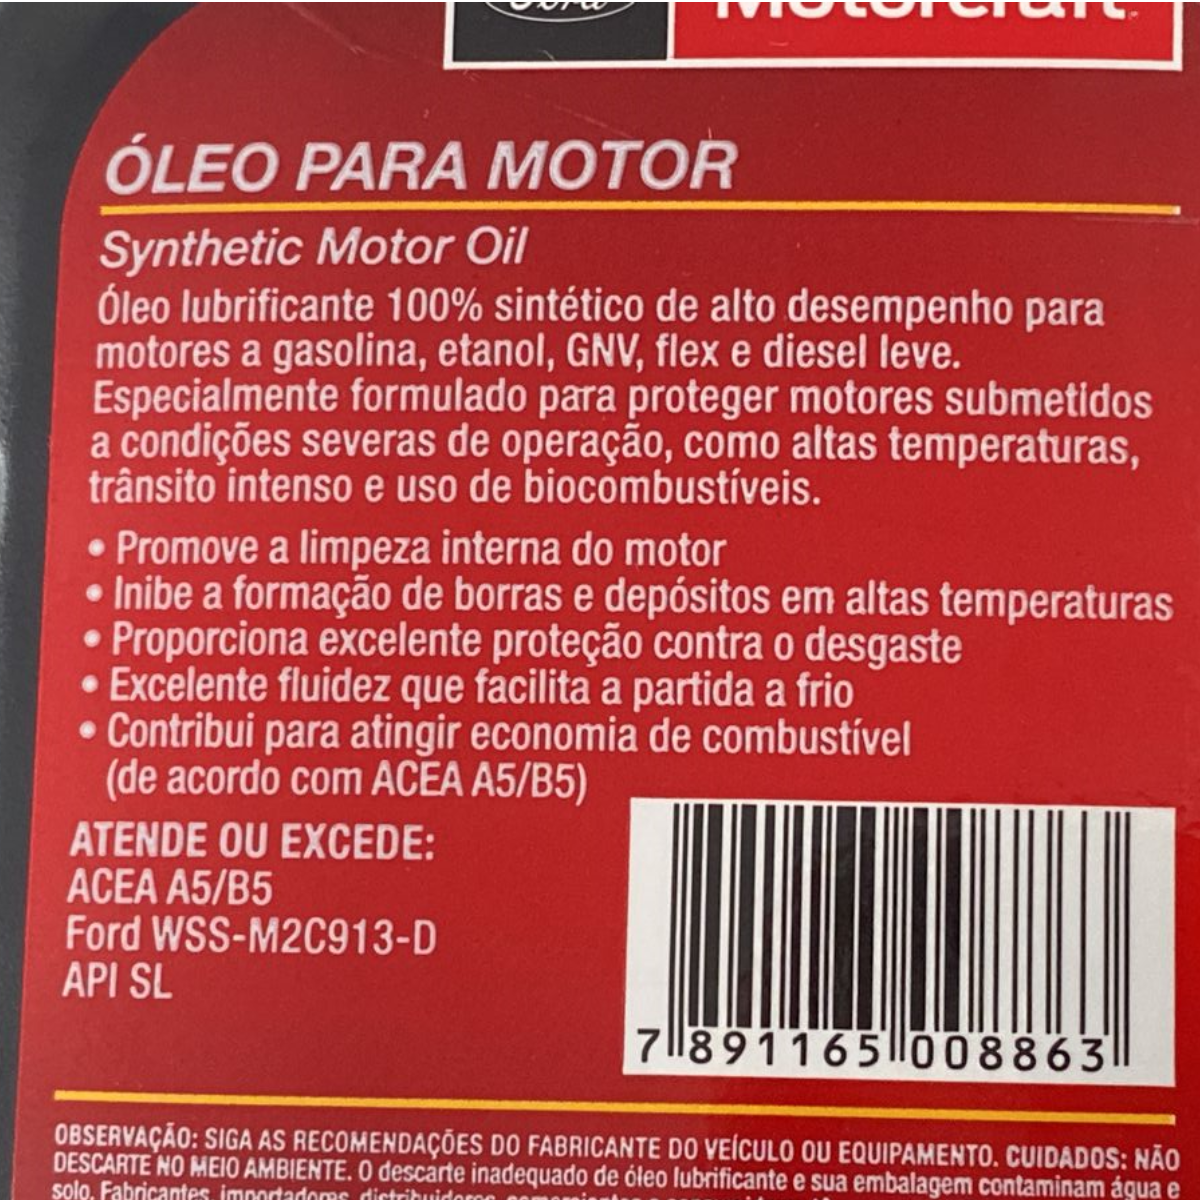 Ford Motorcraft
ÓLEO PARA MOTOR
Synthetic Motor Oil
Óleo lubrificante 100% sintético de alto desempenho para
motores a gasolina, etanol, GNV, flex e diesel leve.
Especialmente formulado para proteger motores submetidos
a condições severas de operação, como altas temperaturas,
trânsito intenso e uso de biocombustíveis.
• Promove a limpeza interna do motor
• Inibe a formação de borras e depósitos em altas temperaturas
• Proporciona excelente proteção contra o desgaste
• Excelente fluidez que facilita a partida a frio
• Contribui para atingir economia de combustível
(de acordo com ACEA A5/B5)
ATENDE OU EXCEDE:
ACEA A5/B5
Ford WSS-M2C913-D
API SL
7 891165 008863
OBSERVAÇÃO: SIGA AS RECOMENDAÇÕES DO FABRICANTE DO VEÍCULO OU EQUIPAMENTO. CUIDADOS: NÃO
DESCARTE NO MEIO AMBIENTE. O descarte inadequado de óleo lubrificante e sua embalagem contaminam água e
solo. Fabricantes, importadores, distribuidores,